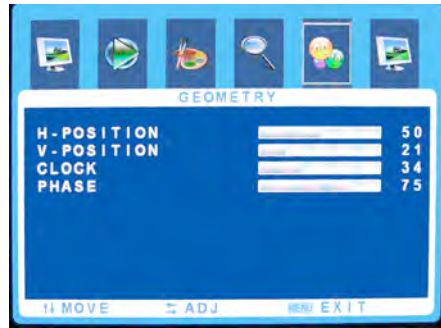 GEOMETRY
H-POSITION 50
V-POSITION 21
CLOCK 34
PHASE 75
MOVE ADJ MENU EXIT